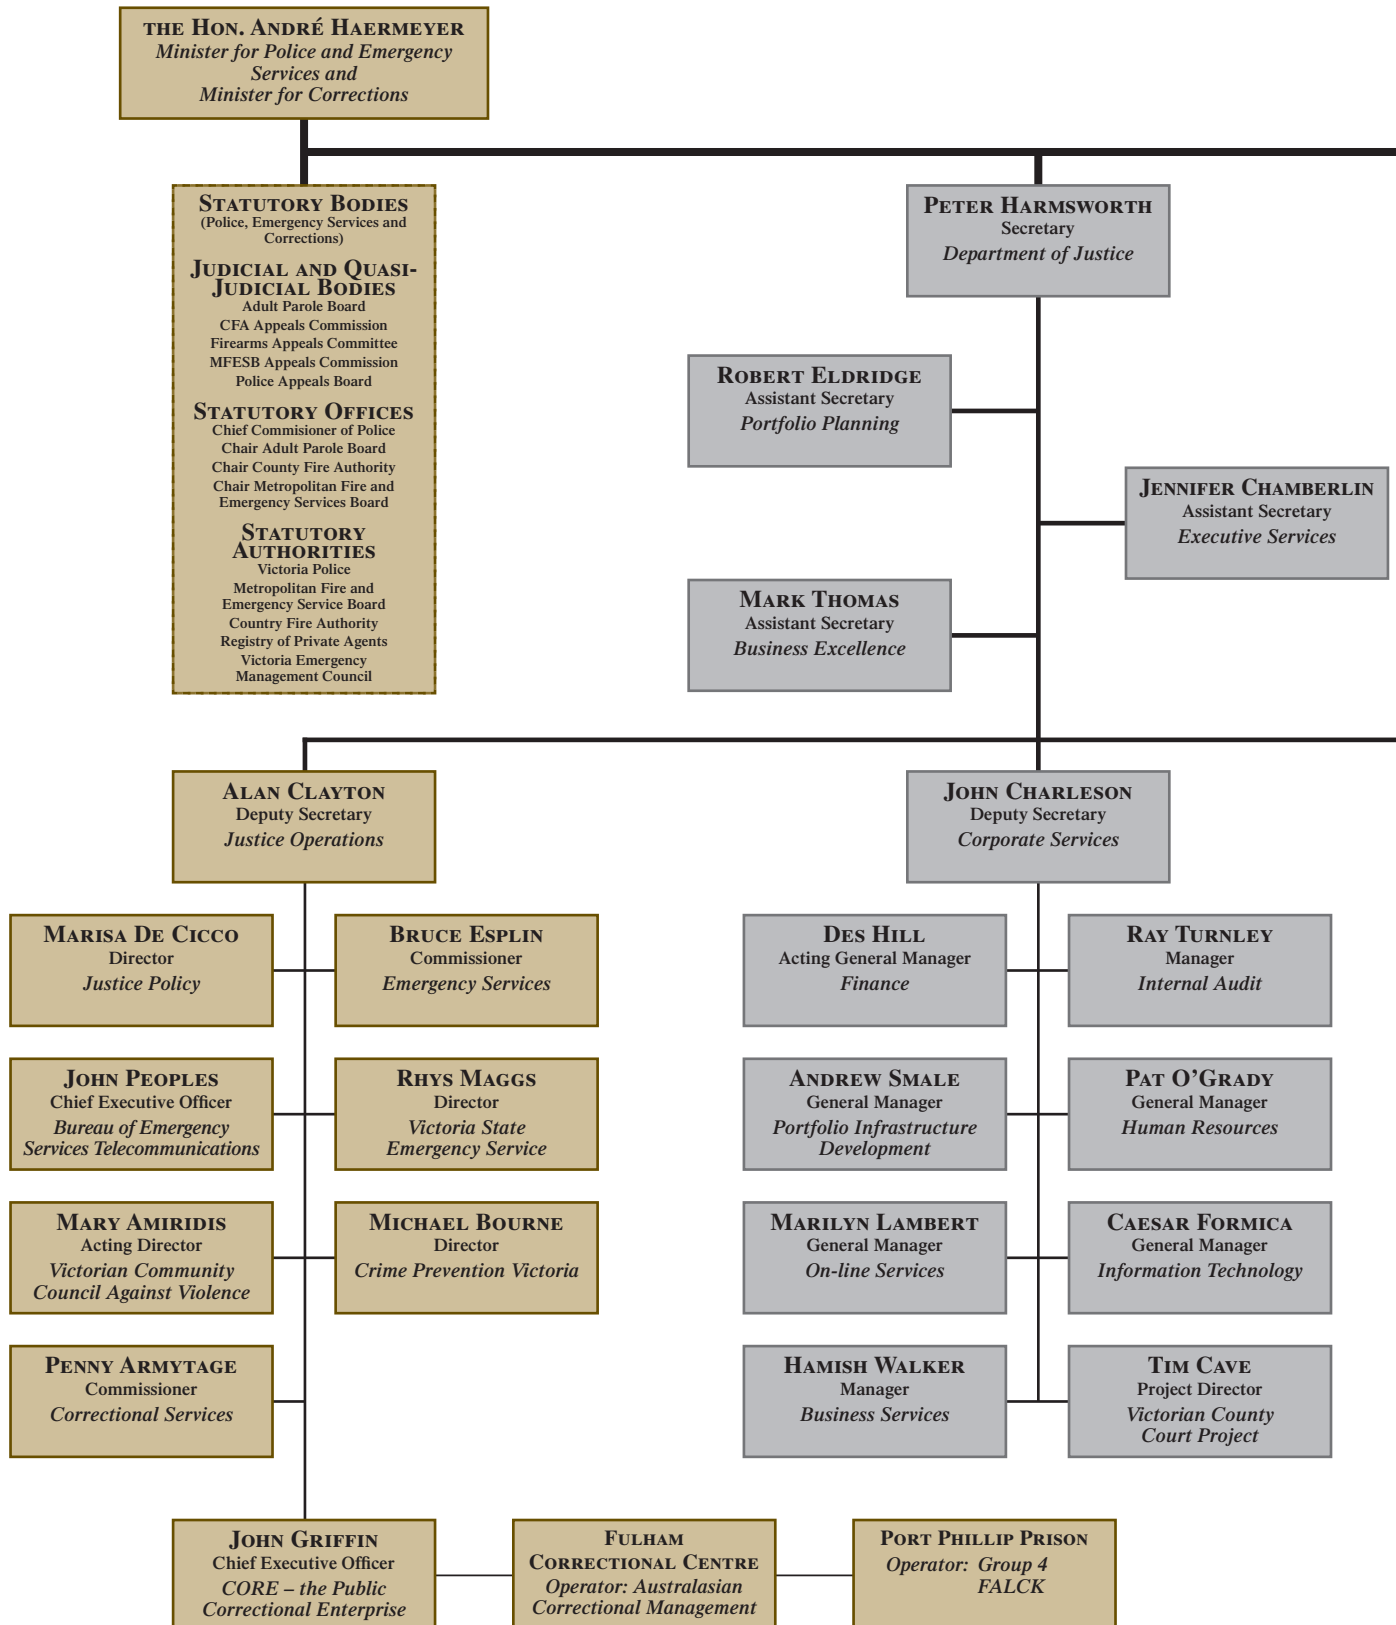 THE HON. ANDRÉ HAERMEYER
Minister for Police and Emergency
Services and
Minister for Corrections
STATUTORY BODIES
(Police, Emergency Services and
Corrections)
JUDICIAL AND QUASI-
JUDICIAL BODIES
Adult Parole Board
CFA Appeals Commission
Firearms Appeals Committee
MFESB Appeals Commission
Police Appeals Board
STATUTORY OFFICES
Chief Commisioner of Police
Chair Adult Parole Board
Chair County Fire Authority
Chair Metropolitan Fire and
Emergency Services Board
STATUTORY
AUTHORITIES
Victoria Police
Metropolitan Fire and
Emergency Service Board
Country Fire Authority
Registry of Private Agents
Victoria Emergency
Management Council
PETER HARMSWORTH
Secretary
Department of Justice
ROBERT ELDRIDGE
Assistant Secretary
Portfolio Planning
JENNIFER CHAMBERLIN
Assistant Secretary
Executive Services
MARK THOMAS
Assistant Secretary
Business Excellence
ALAN CLAYTON
Deputy Secretary
Justice Operations
MARISA DE CICCO
Director
Justice Policy
BRUCE ESPLIN
Commissioner
Emergency Services
JOHN PEOPLES
Chief Executive Officer
Bureau of Emergency
Services Telecommunications
RHYS MAGGS
Director
Victoria State
Emergency Service
MARY AMIRIDIS
Acting Director
Victorian Community
Council Against Violence
MICHAEL BOURNE
Director
Crime Prevention Victoria
PENNY ARMYTAGE
Commissioner
Correctional Services
JOHN CHARLESON
Deputy Secretary
Corporate Services
DES HILL
Acting General Manager
Finance
RAY TURNLEY
Manager
Internal Audit
ANDREW SMALE
General Manager
Portfolio Infrastructure
Development
PAT O'GRADY
General Manager
Human Resources
MARILYN LAMBERT
General Manager
On-line Services
CAESAR FORMICA
General Manager
Information Technology
HAMISH WALKER
Manager
Business Services
TIM CAVE
Project Director
Victorian County
Court Project
JOHN GRIFFIN
Chief Executive Officer
CORE – the Public
Correctional Enterprise
FULHAM
CORRECTIONAL CENTRE
Operator: Australasian
Correctional Management
PORT PHILLIP PRISON
Operator: Group 4
FALCK